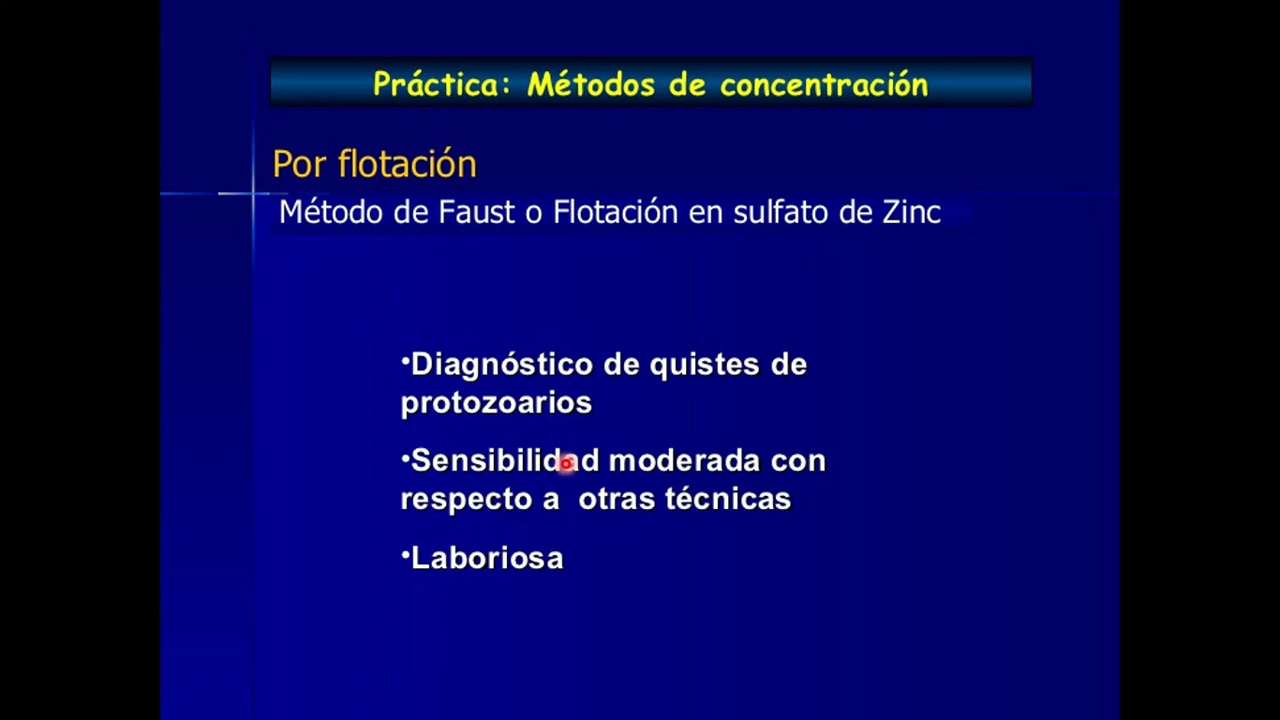 Práctica: Métodos de concentración
Por flotación
Método de Faust o Flotación en sulfato de Zinc
•Diagnóstico de quistes de
protozoarios
•Sensibilidad moderada con
respecto a otras técnicas
•Laboriosa